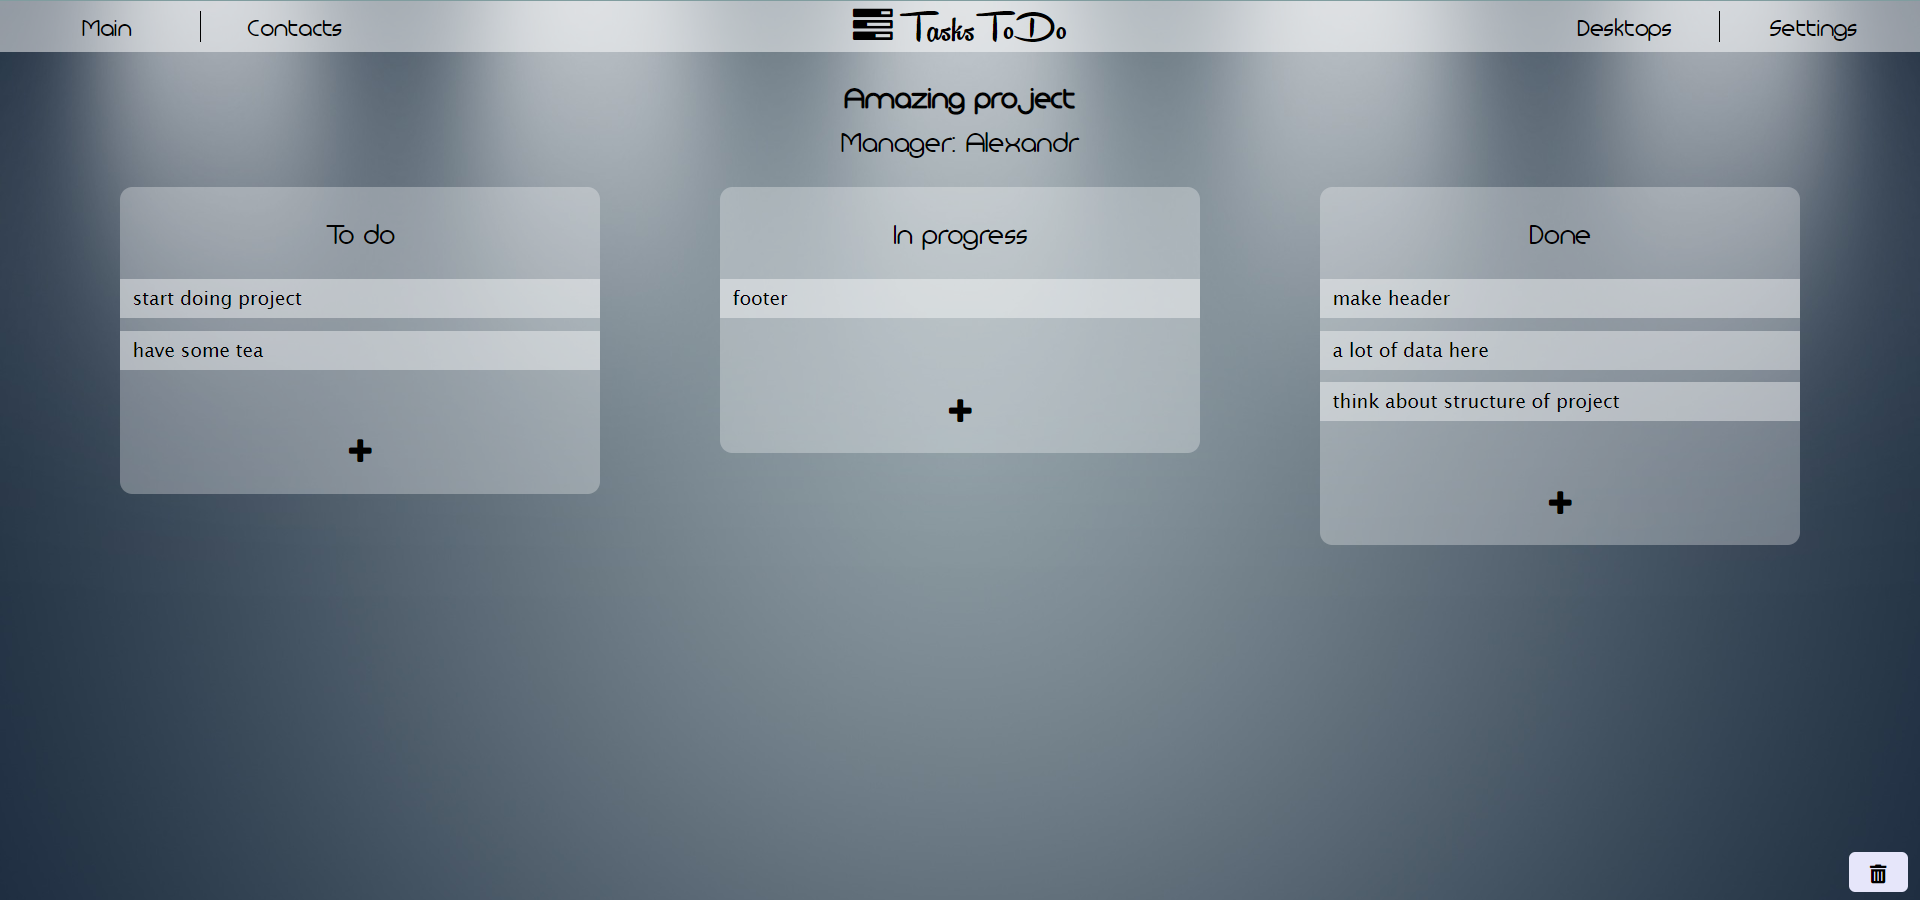 Main
Contacts
Tasks ToDo
Desktops
Settings
Amazing project
Manager: Alexandr
To do
start doing project
have some tea
In progress
footer
Done
make header
a lot of data here
think about structure of project